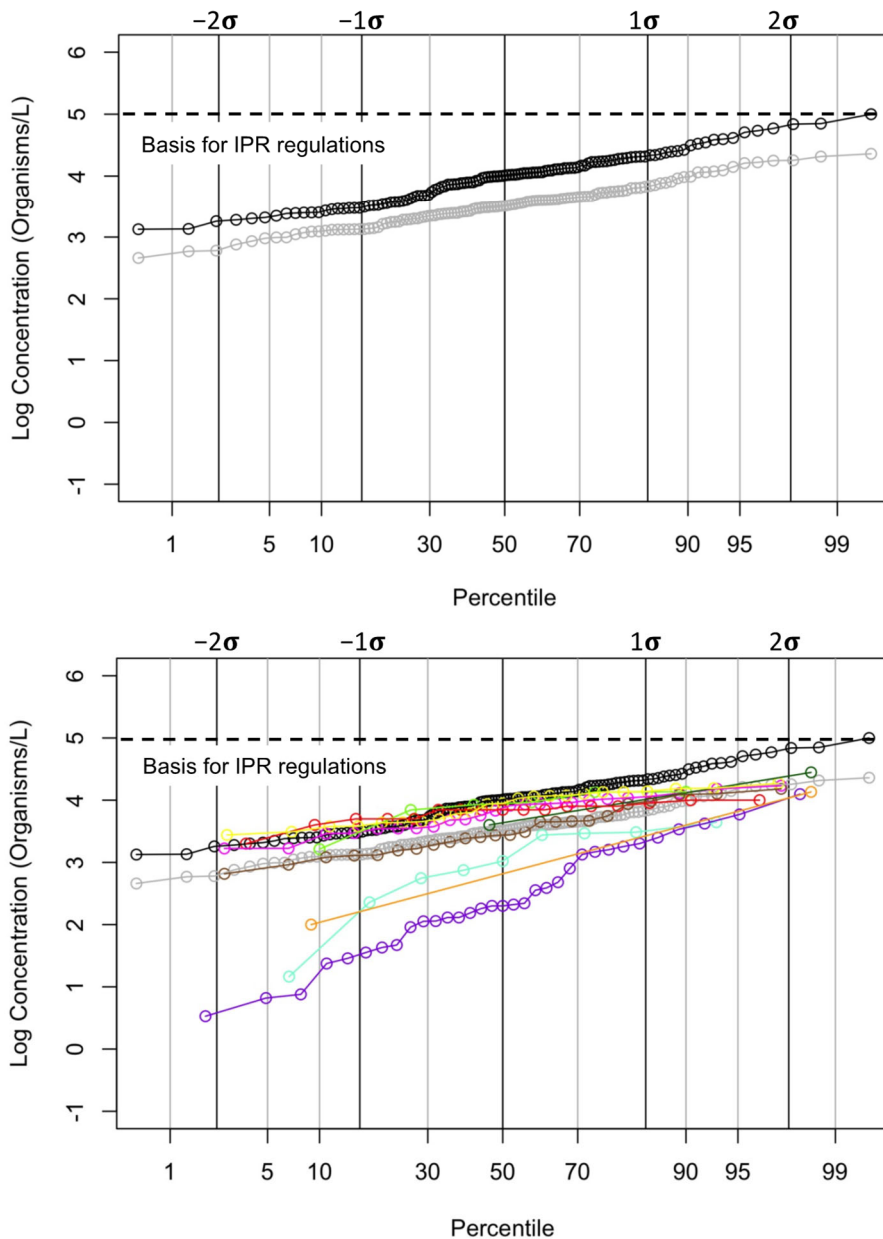 −2σ −1σ 1σ 2σ
6
5
4
3
2
1
0
-1
Log Concentration (Organisms/L)
Basis for IPR regulations
1 5 10 30 50 70 90 95 99
Percentile
−2σ −1σ 1σ 2σ
6
5
4
3
2
1
0
-1
Log Concentration (Organisms/L)
Basis for IPR regulations
1 5 10 30 50 70 90 95 99
Percentile